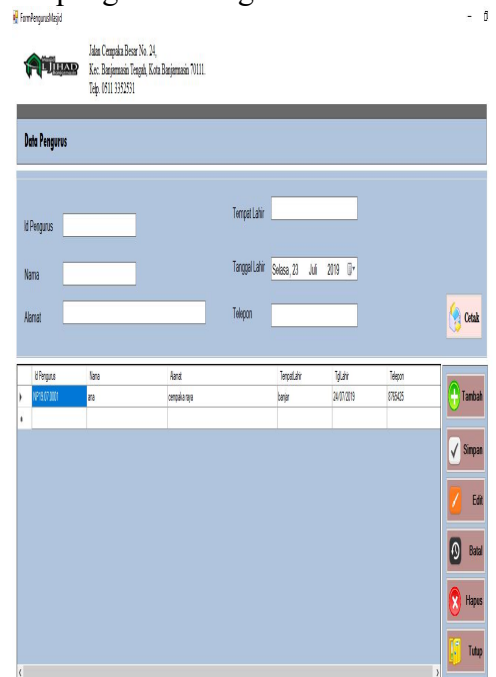 FormPengurusMasjid
JIHAD
Jalan Cempaka Besar No. 24,
Kec. Banjarmasin Tengah, Kota Banjarmasin 70111.
Telp. 0511 3352531
Data Pengurus
Id Pengurus
Tempat Lahir
Nama
Tanggal Lahir Selasa, 23 Juli 2019
Alamat
Telepon
Cetak
Id Pengurus Nama Alamat TempatLahir TglLahir Telepon
ana cempaka raya banjar 24/07/2019 8765425
Tambah
Simpan
Edit
Batal
Hapus
Tutup